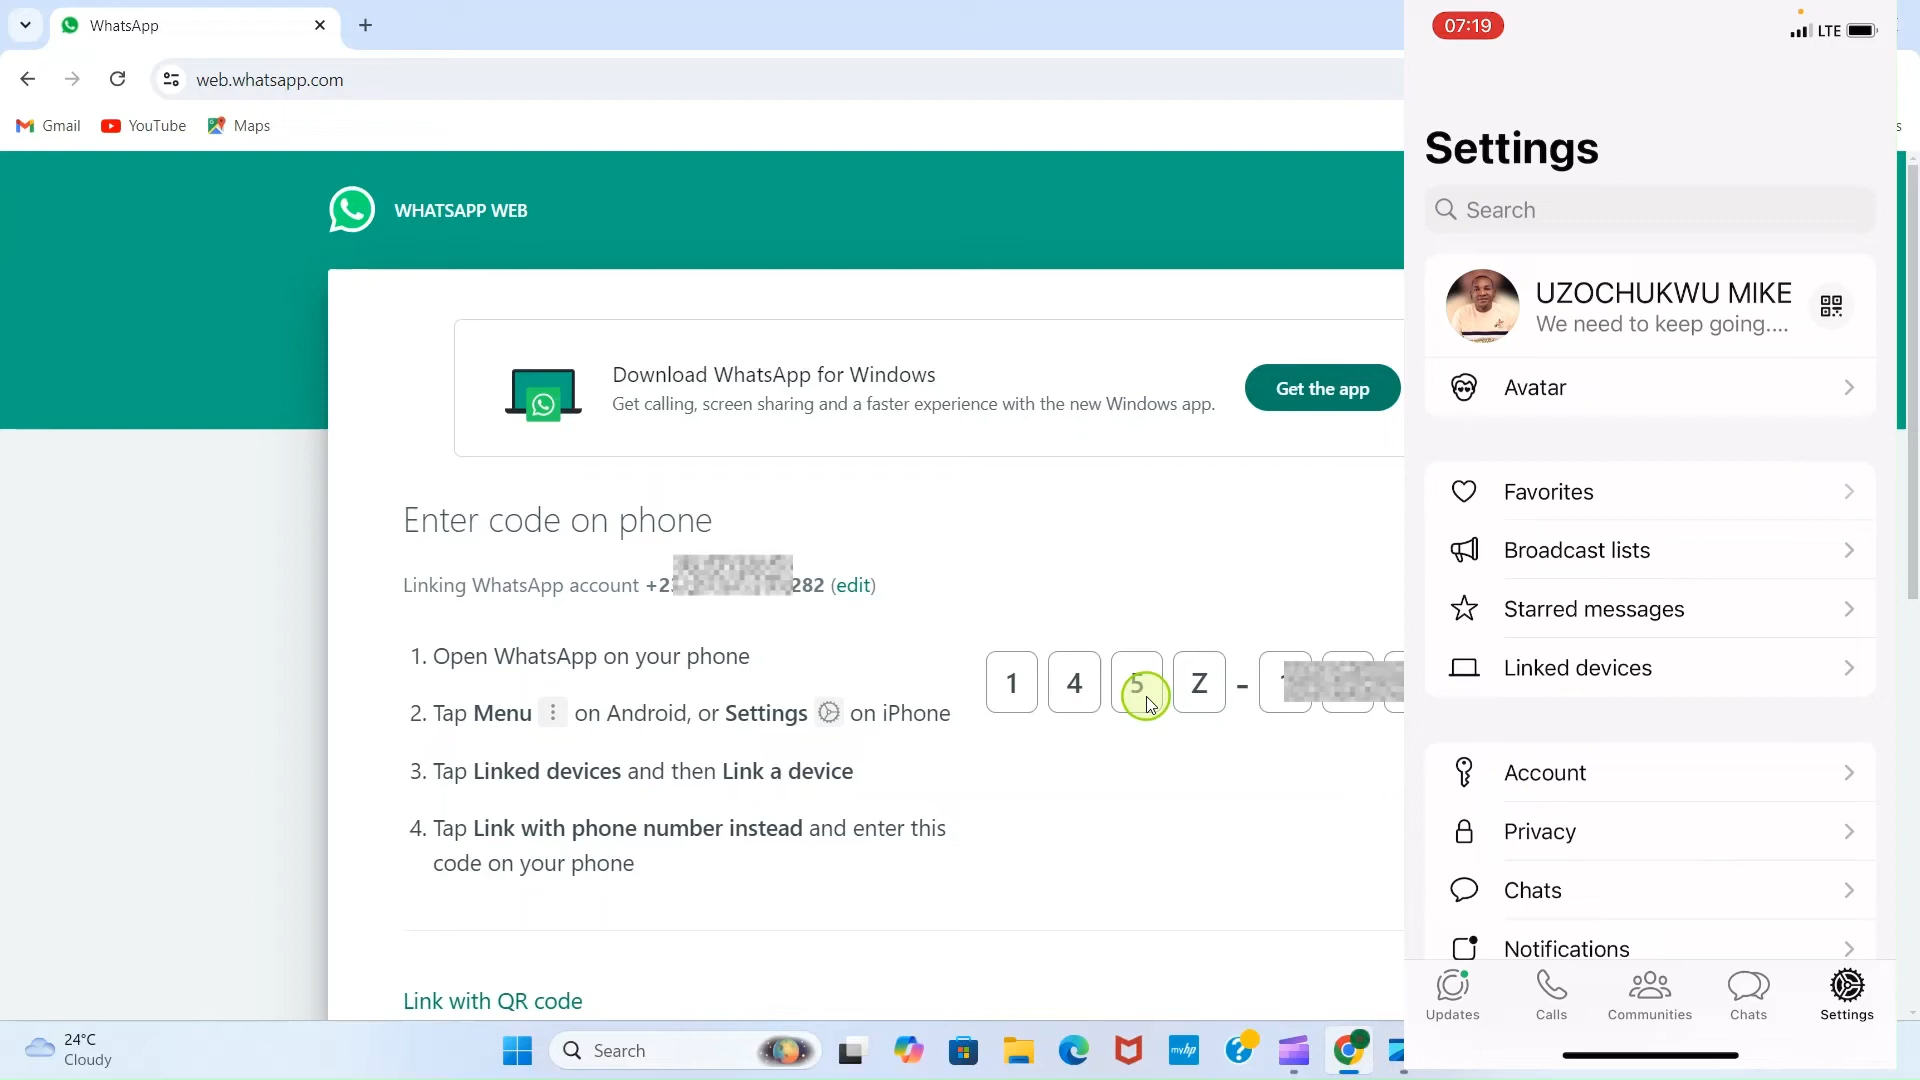 WhatsApp
web.whatsapp.com
Gmail
YouTube
Maps
WHATSAPP WEB
Download WhatsApp for Windows
Get calling, screen sharing and a faster experience with the new Windows app.
Get the app
Enter code on phone
Linking WhatsApp account +2 282 (edit)
1. Open WhatsApp on your phone
2. Tap Menu on Android, or Settings on iPhone
3. Tap Linked devices and then Link a device
4. Tap Link with phone number instead and enter this
code on your phone
1 4 5 Z -
Link with QR code
24°C
Cloudy
Search
myhp
07:19
LTE
Settings
Search
UZOCHUKWU MIKE
We need to keep going....
Avatar
Favorites
Broadcast lists
Starred messages
Linked devices
Account
Privacy
Chats
Notifications
Updates
Calls
Communities
Chats
Settings